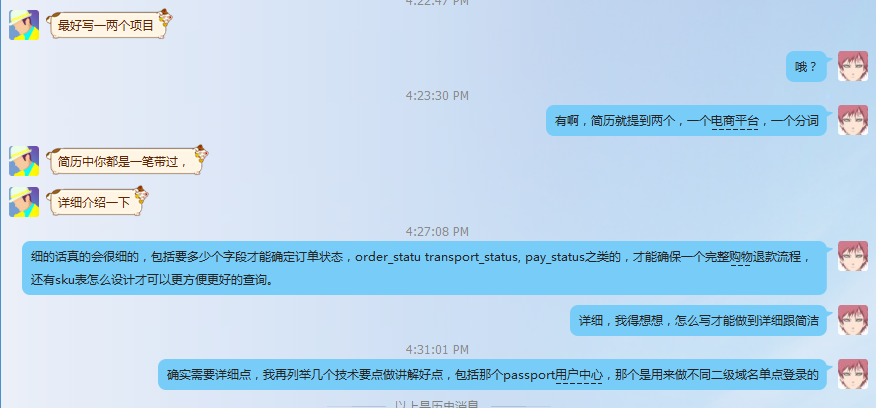 4:22:47 PM
最好写一两个项目
哦？
4:23:30 PM
有啊，简历就提到两个，一个电商平台，一个分词
简历中你都是一笔带过，
详细介绍一下
4:27:08 PM
细的话真的会很细的，包括要多少个字段才能确定订单状态，order_statu transport_status, pay_status之类的，才能确保一个完整购物退款流程，
还有sku表怎么设计才可以更方便更好的查询。
详细，我得想想，怎么写才能做到详细跟简洁
4:31:01 PM
确实需要详细点，我再列举几个技术要点做讲解好点，包括那个passport用户中心，那个是用来做不同二级域名单点登录的
以上是历史消息